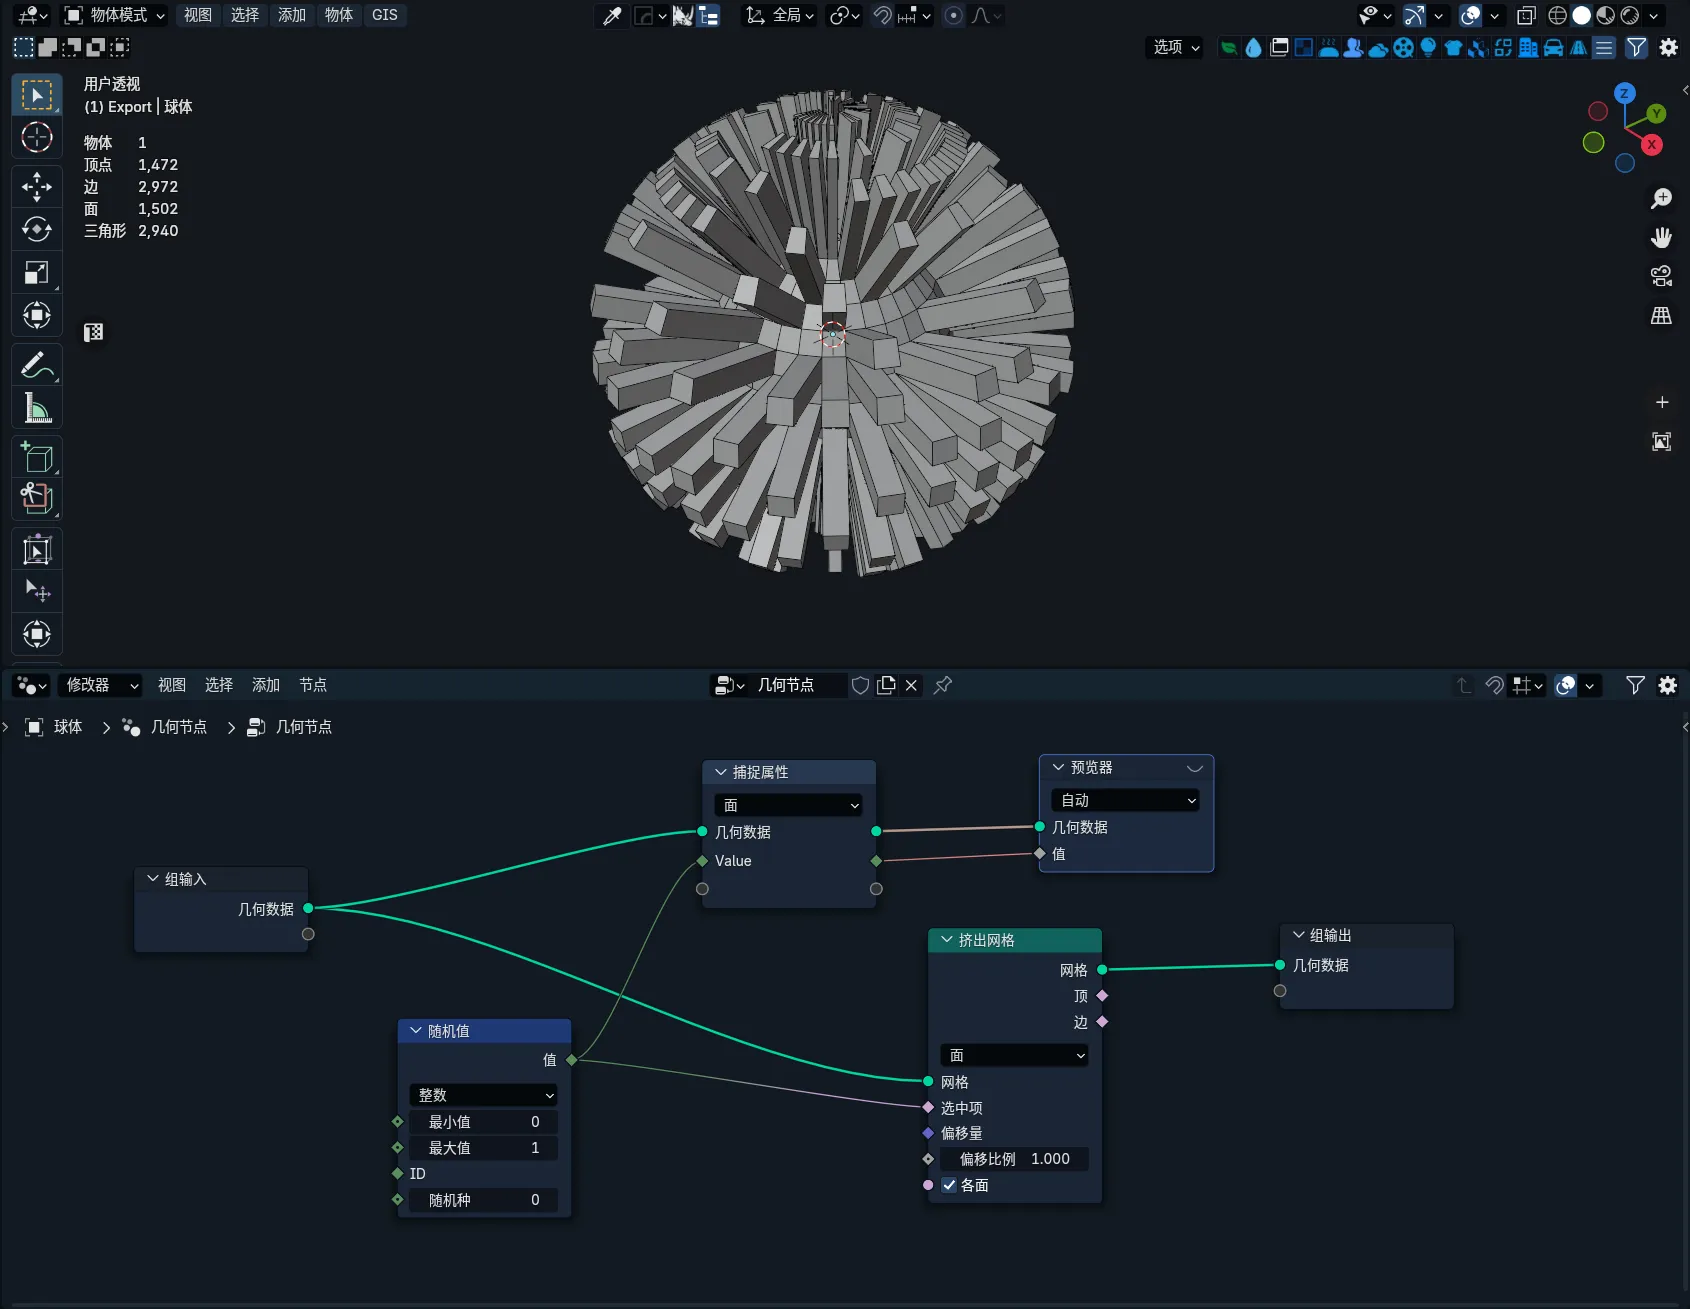 物体模式 视图 选择 添加 物体 GIS 全局
选项
用户透视
(1) Export | 球体
物体 1
顶点 1,472
边 2,972
面 1,502
三角形 2,940
Z
Y
X
修改器 视图 选择 添加 节点 几何节点
球体 几何节点 几何节点
组输入
几何数据
捕捉属性
面
几何数据
Value
预览器
自动
几何数据
值
随机值
值
整数
最小值 0
最大值 1
ID
随机种 0
挤出网格
网格
顶
边
面
网格
选中项
偏移量
偏移比例 1.000
各面
组输出
几何数据